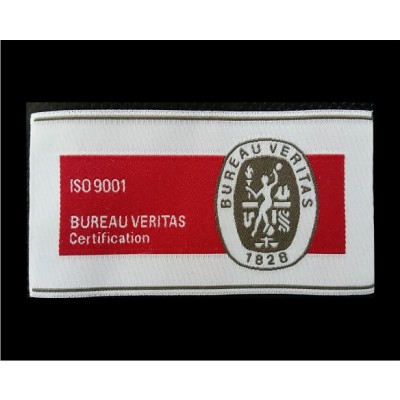 ISO 9001
BUREAU VERITAS
Certification
BUREAU VERITAS
1828